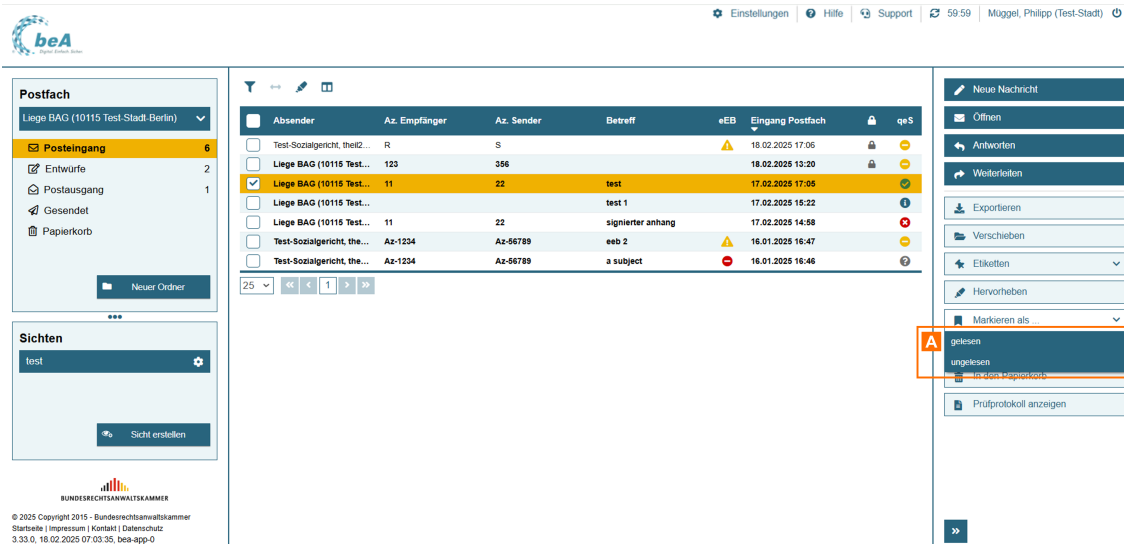 Einstellungen Hilfe Support 59:59 Müggel, Philipp (Test-Stadt)
beA
Digital. Einfach. Sicher.
Postfach
Liege BAG (10115 Test-Stadt-Berlin)
Posteingang 6
Entwürfe 2
Postausgang 1
Gesendet
Papierkorb
Neuer Ordner
Sichten
test
Sicht erstellen
BUNDESRECHTSANWALTSKAMMER
© 2025 Copyright 2015 - Bundesrechtsanwaltskammer
Startseite | Impressum | Kontakt | Datenschutz
3.33.0, 18.02.2025 07:03:35, bea-app-0
Absender Az. Empfänger Az. Sender Betreff eEB Eingang Postfach qeS
Test-Sozialgericht, theil2... R S 18.02.2025 17:06
Liege BAG (10115 Test... 123 356 18.02.2025 13:20
Liege BAG (10115 Test... 11 22 test 17.02.2025 17:05
Liege BAG (10115 Test... test 1 17.02.2025 15:22
Liege BAG (10115 Test... 11 22 signierter anhang 17.02.2025 14:58
Test-Sozialgericht, the... Az-1234 Az-56789 eeb 2 16.01.2025 16:47
Test-Sozialgericht, the... Az-1234 Az-56789 a subject 16.01.2025 16:46
25 1
Neue Nachricht
Öffnen
Antworten
Weiterleiten
Exportieren
Verschieben
Etiketten
Hervorheben
Markieren als ...
A
gelesen
ungelesen
In den Papierkorb
Prüfprotokoll anzeigen